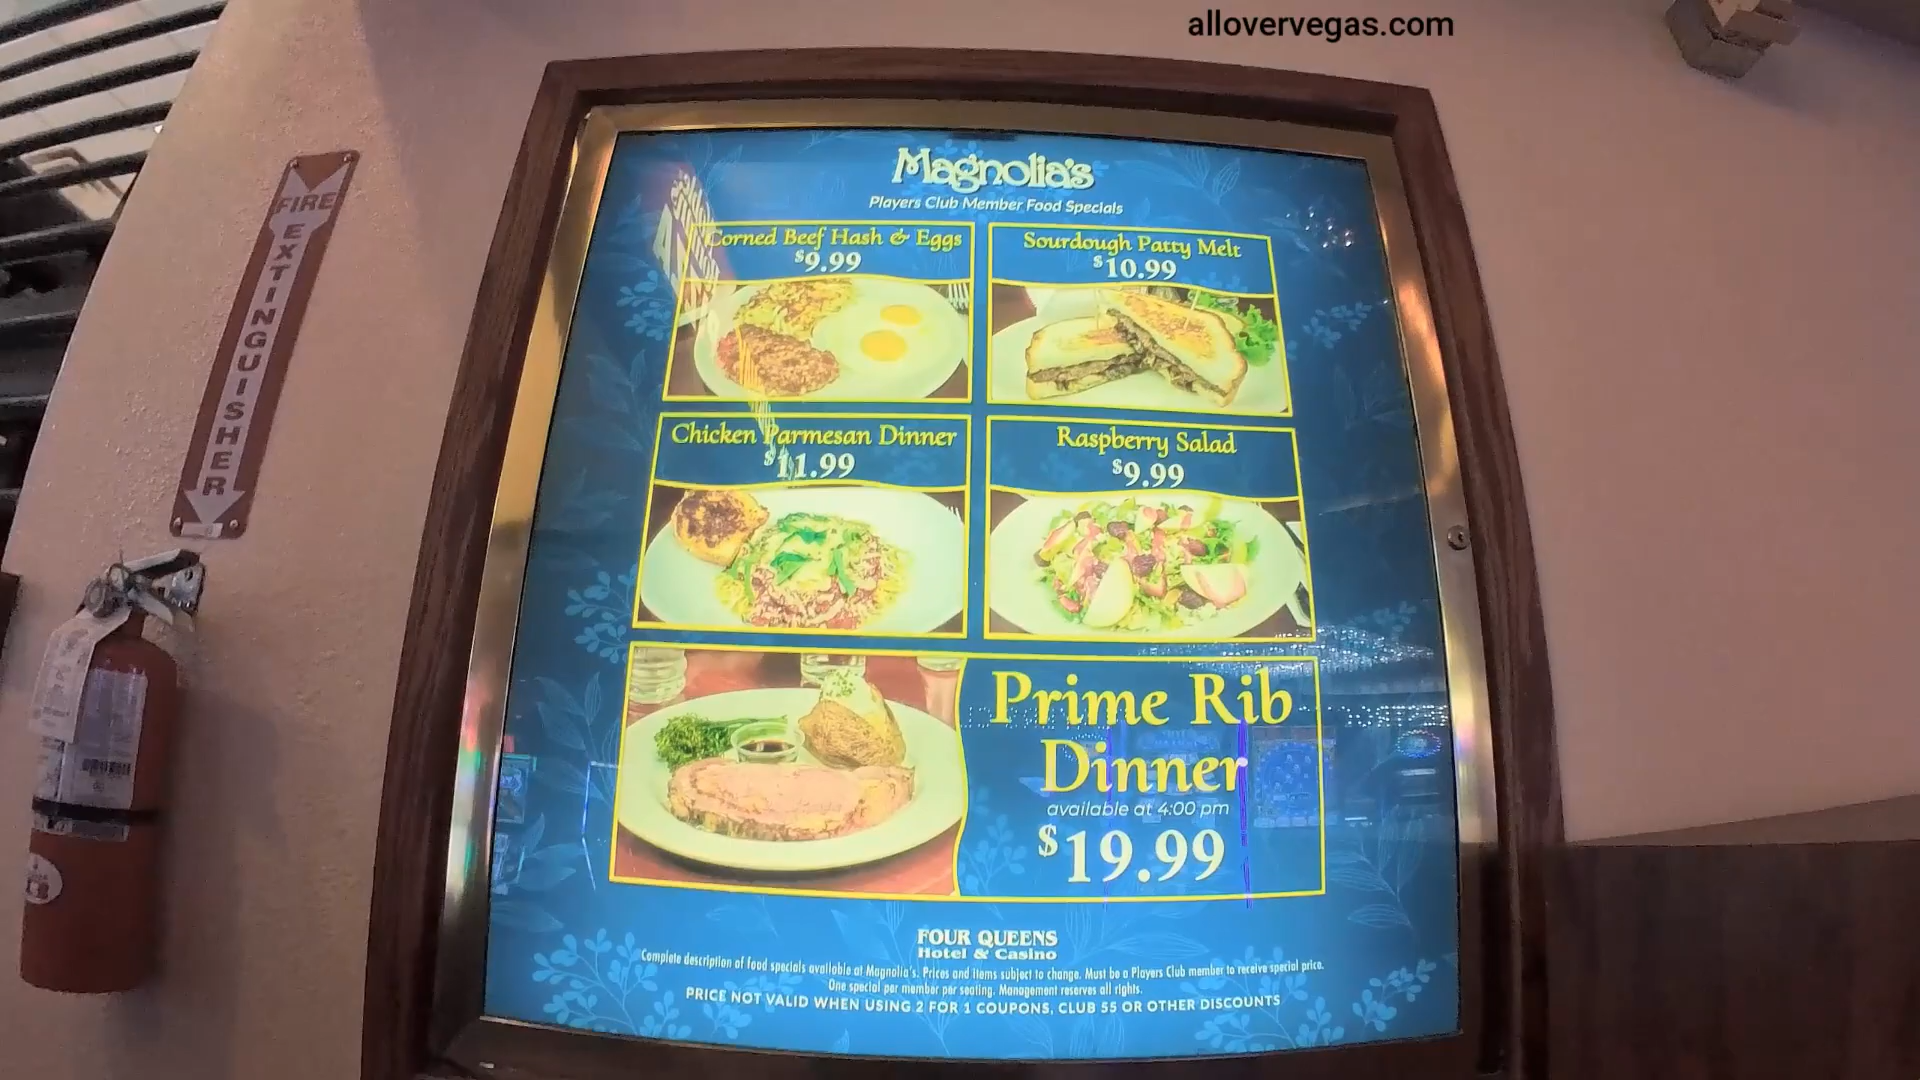 allovervegas.com
FIRE
EXTINGUISHER
Magnolia's
Players Club Member Food Specials
Corned Beef Hash & Eggs
$9.99
Sourdough Patty Melt
$10.99
Chicken Parmesan Dinner
$11.99
Raspberry Salad
$9.99
Prime Rib
Dinner
available at 4:00 pm
$19.99
FOUR QUEENS
Hotel & Casino
Complete description of food specials available at Magnolia's. Prices and items subject to change. Must be a Players Club member to receive special price.
One special per member per seating. Management reserves all rights.
PRICE NOT VALID WHEN USING 2 FOR 1 COUPONS, CLUB 55 OR OTHER DISCOUNTS